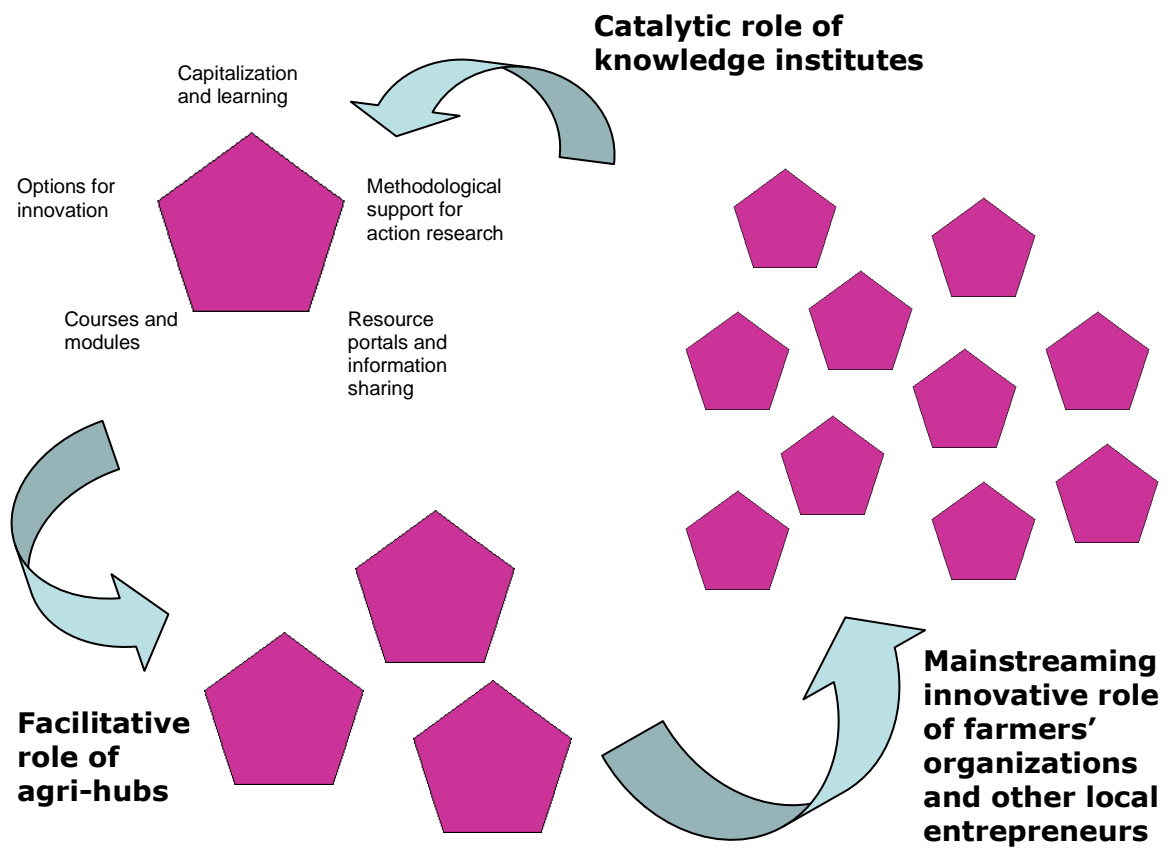 Catalytic role of
knowledge institutes
Capitalization
and learning
Options for
innovation
Methodological
support for
action research
Courses and
modules
Resource
portals and
information
sharing
Facilitative
role of
agri-hubs
Mainstreaming
innovative role
of farmers’
organizations
and other local
entrepreneurs